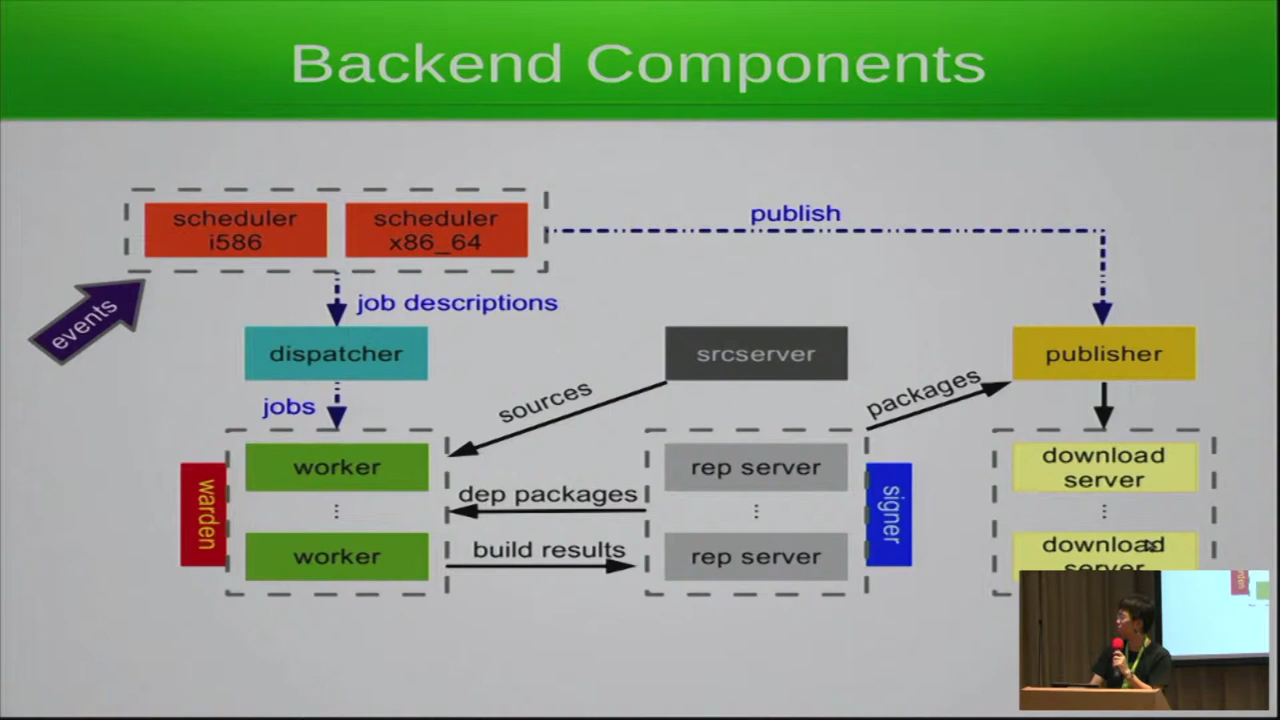 Backend Components
scheduler
i586
scheduler
x86_64
publish
events
job descriptions
dispatcher
srcserver
publisher
jobs
sources
packages
warden
worker
worker
dep packages
build results
rep server
rep server
signer
download
server
download
server